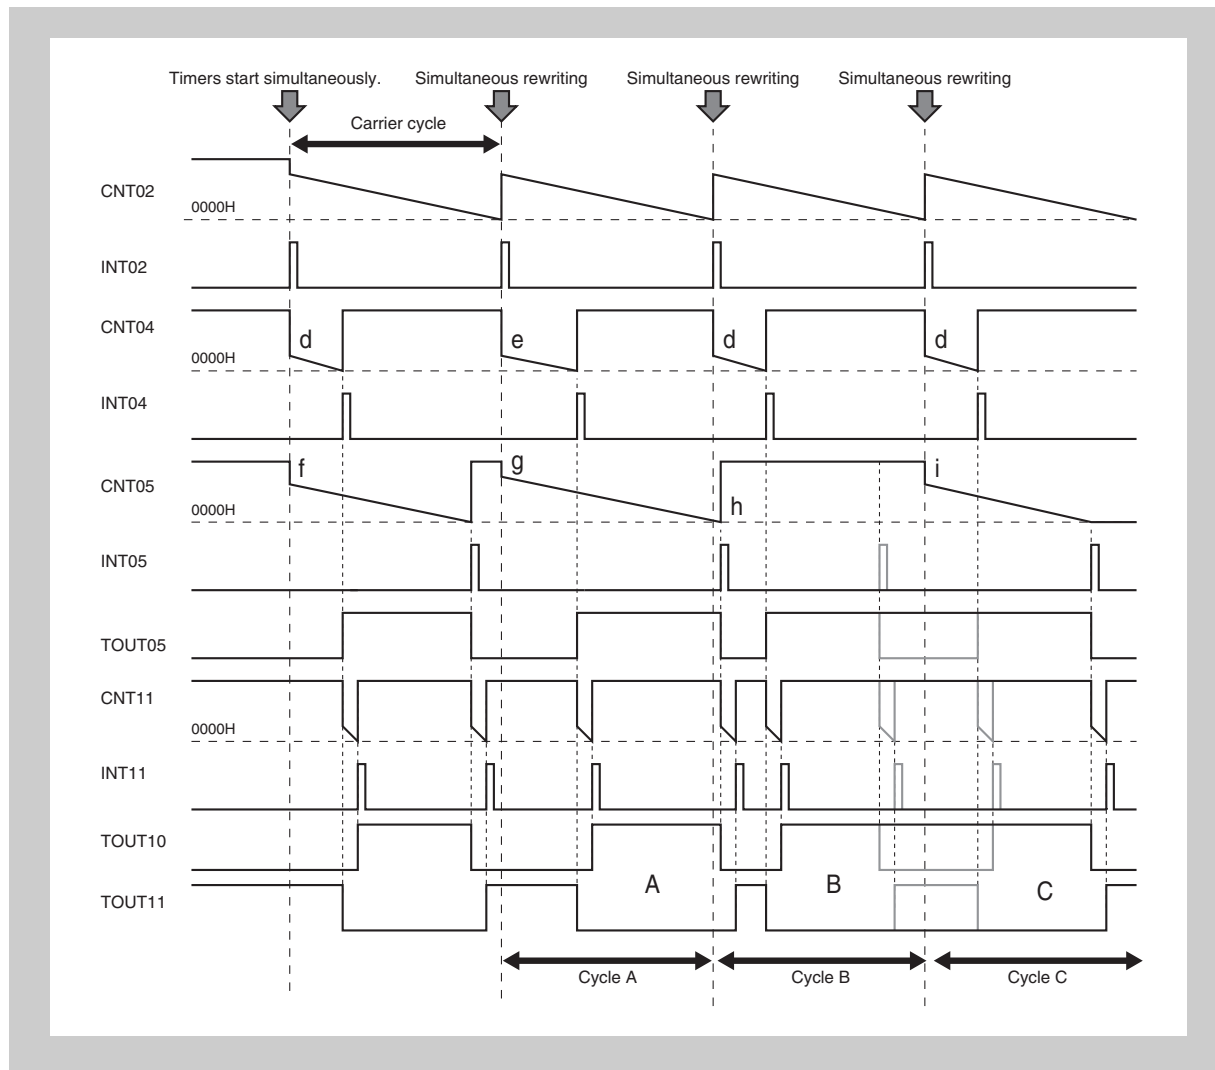 Timers start simultaneously. Simultaneous rewriting Simultaneous rewriting Simultaneous rewriting
Carrier cycle
CNT02
0000H
INT02
CNT04
d e d d
0000H
INT04
CNT05
f g i
0000H
h
INT05
TOUT05
CNT11
0000H
INT11
TOUT10
A B C
TOUT11
Cycle A Cycle B Cycle C